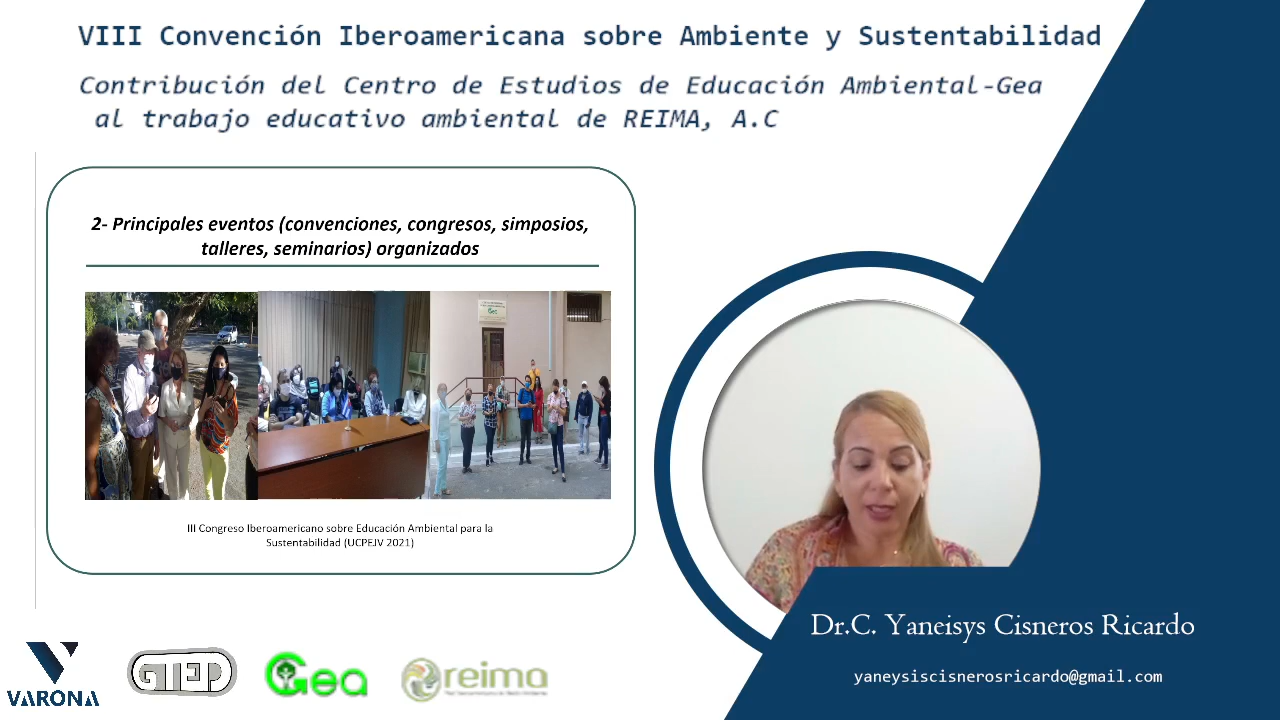 VIII Convención Iberoamericana sobre Ambiente y Sustentabilidad
Contribución del Centro de Estudios de Educación Ambiental-Gea
al trabajo educativo ambiental de REIMA, A.C
2- Principales eventos (convenciones, congresos, simposios,
talleres, seminarios) organizados
Gea
III Congreso Iberoamericano sobre Educación Ambiental para la
Sustentabilidad (UCPEJV 2021)
Dr.C. Yaneisys Cisneros Ricardo
yaneysiscisnerosricardo@gmail.com
VARONA
GTEP
Gea
reima